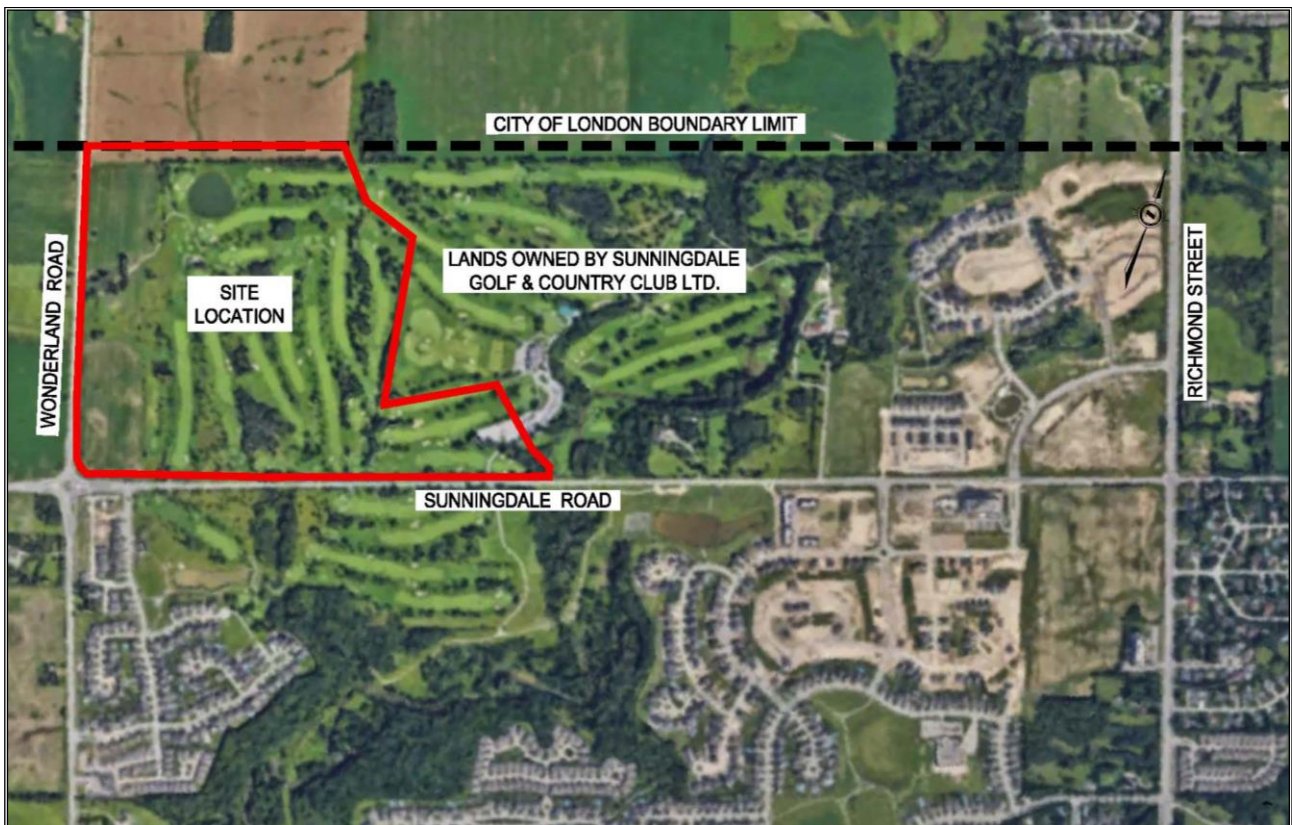 CITY OF LONDON BOUNDARY LIMIT
LANDS OWNED BY SUNNINGDALE
GOLF & COUNTRY CLUB LTD.
SITE
LOCATION
WONDERLAND ROAD
RICHMOND STREET
SUNNINGDALE ROAD